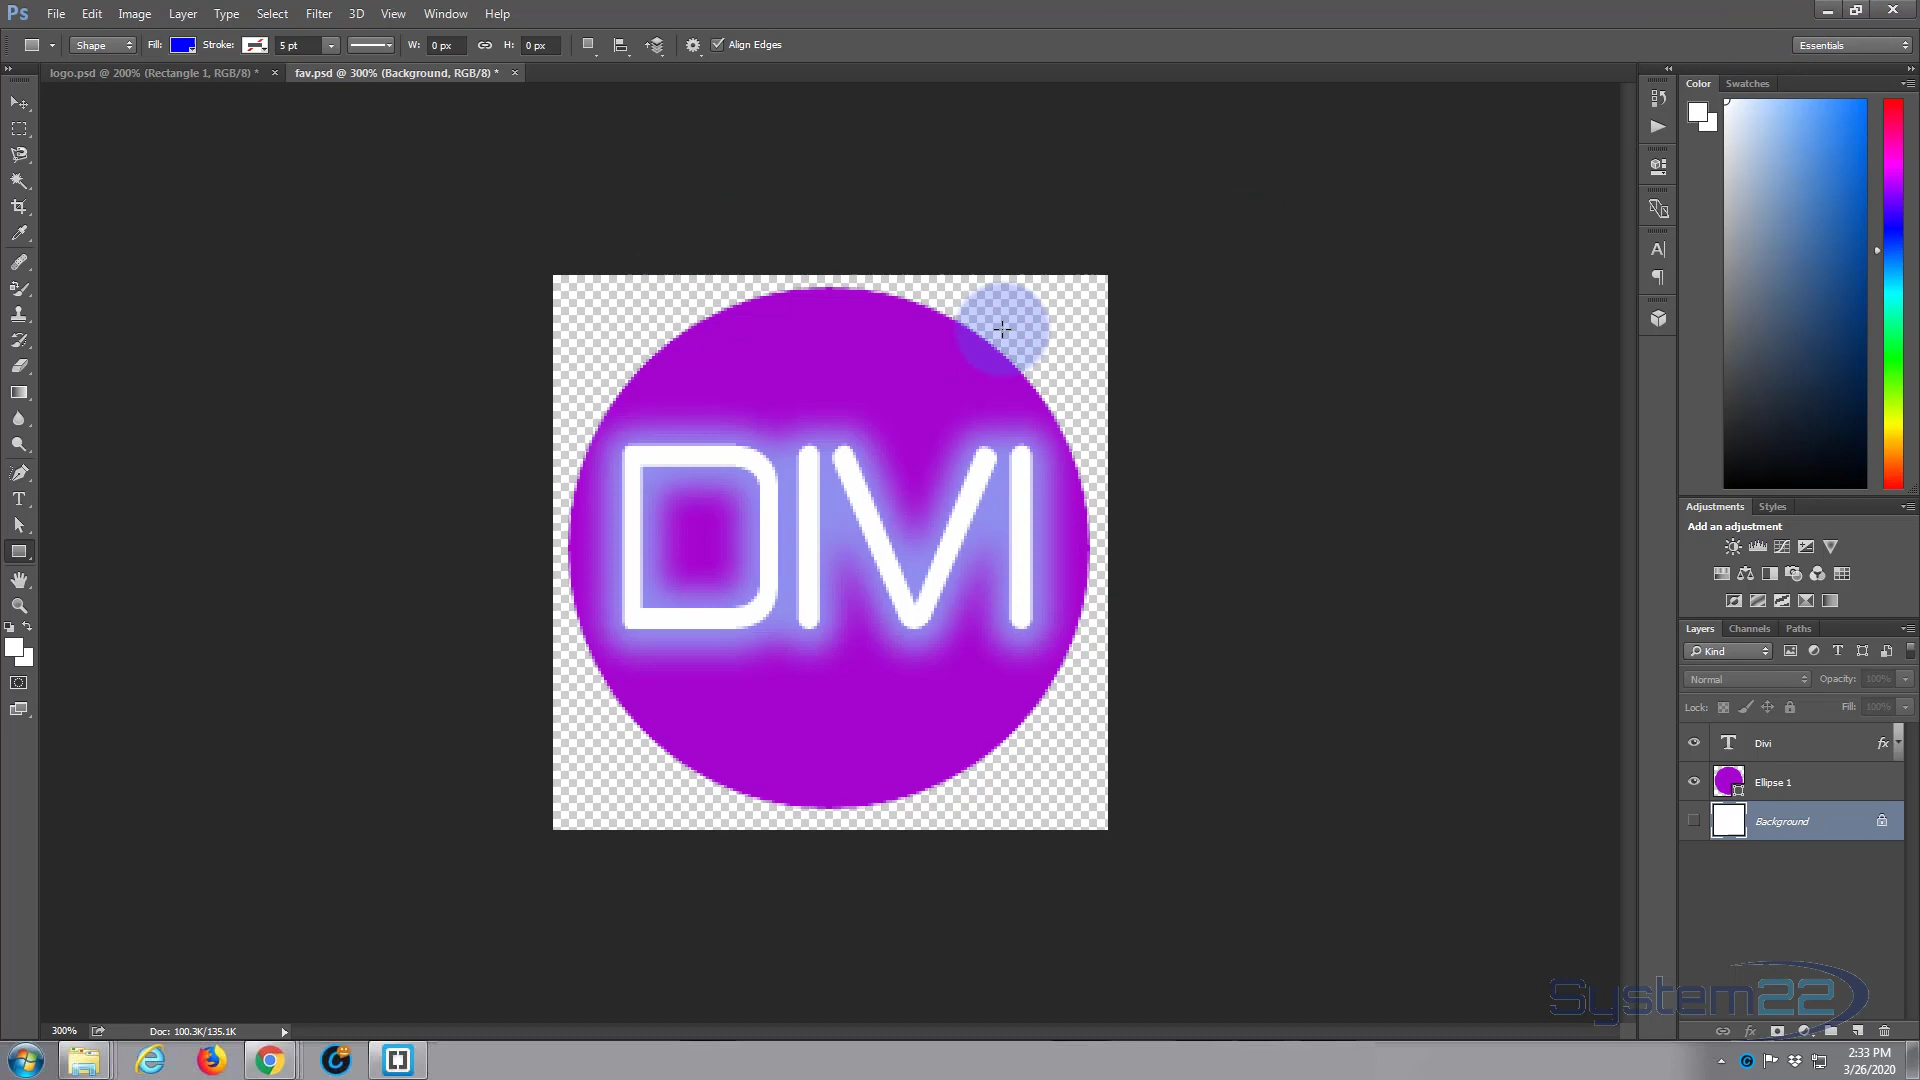 Ps File Edit Image Layer Type Select Filter 3D View Window Help
Shape Fill: Stroke: 5 pt W: 0 px H: 0 px Align Edges Essentials
logo.psd @ 200% (Rectangle 1, RGB/8) * × fav.psd @ 300% (Background, RGB/8) * ×
Color Swatches
DIVI
Adjustments Styles
Add an adjustment
Layers Channels Paths
Kind
Normal Opacity: 100%
Lock: Fill: 100%
Divi fx
Ellipse 1
Background
System22
300% Doc: 100.3K/135.1K
2:33 PM
3/26/2020